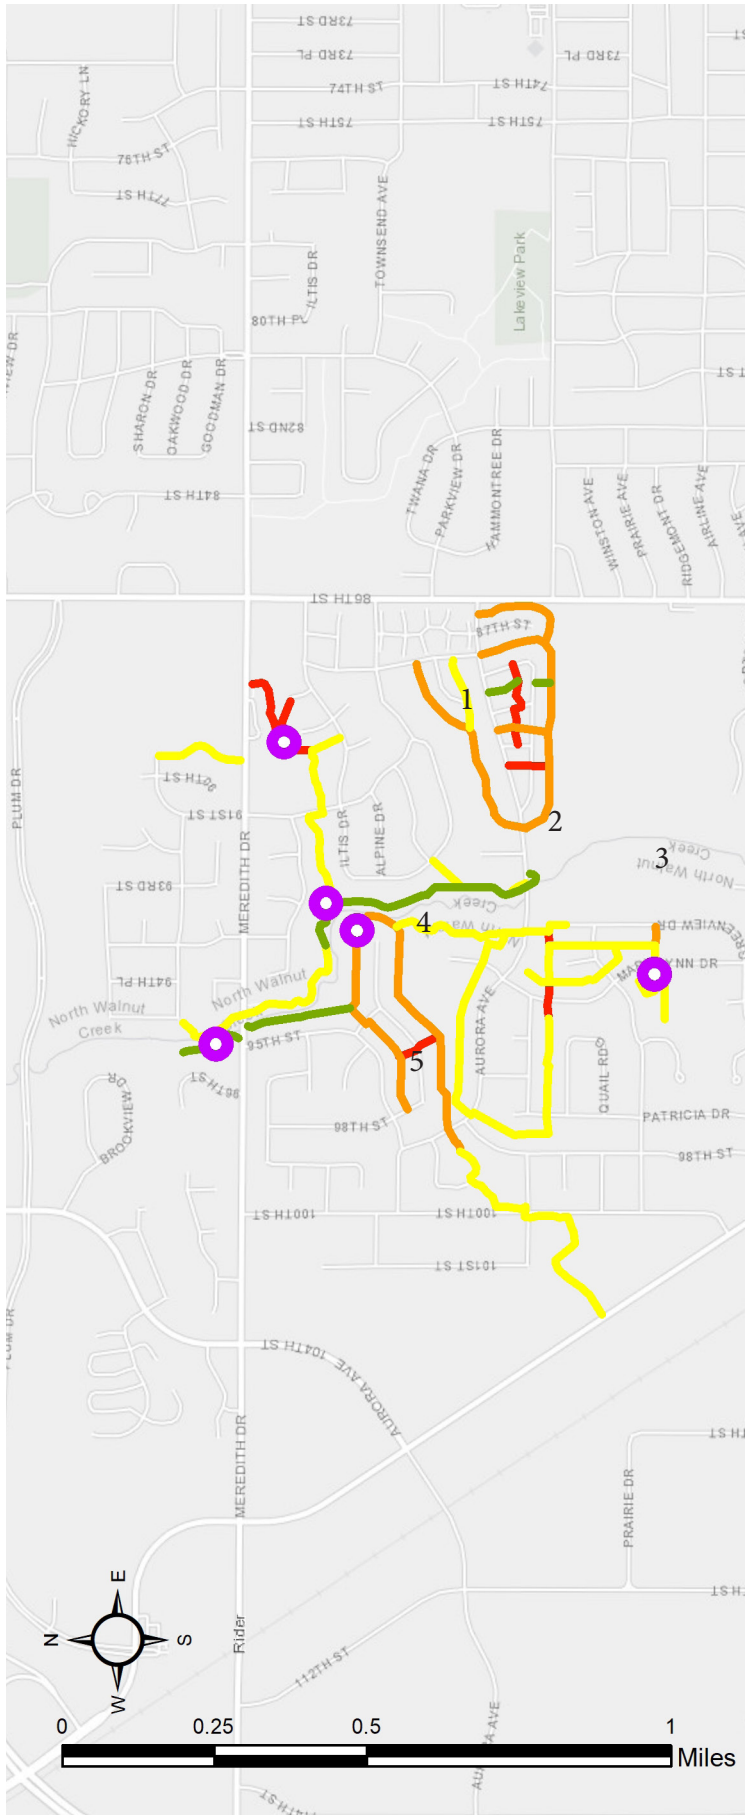 73RD ST
73RD PL
73RD PL
74TH ST
74TH ST
75TH ST
75TH ST
HICKORY LN
76TH ST
77TH ST
TOWNSEND AVE
ILTIS DR
Lakeview Park
80TH PL
SHARON DR
OAKWOOD DR
GOODMAN DR
82ND ST
TWANA DR
PARKVIEW DR
HAMMONTREE DR
84TH ST
WINSTON AVE
PRAIRIE AVE
RIDGEMONT DR
AIRLINE AVE
86TH ST
87TH ST
1
PLUM DR
90TH ST
91ST ST
2
MEREDITH DR
ILTIS DR
ALPINE DR
3
North Walnut
Creek
93RD ST
4
Creek
GREENVIEW DR
94TH PL
North Walnut
North Walnut
Creek
95TH ST
AURORA AVE
5
96TH ST
QUAIL RD
BROOKVIEW DR
PATRICIA DR
98TH ST
98TH ST
100TH ST
100TH ST
101ST ST
PLUM DR
104TH ST
AURORA AVE
MEREDITH DR
PRAIRIE DR
E
N
S
W
Rider
112TH ST
0
0.25
0.5
1
Miles